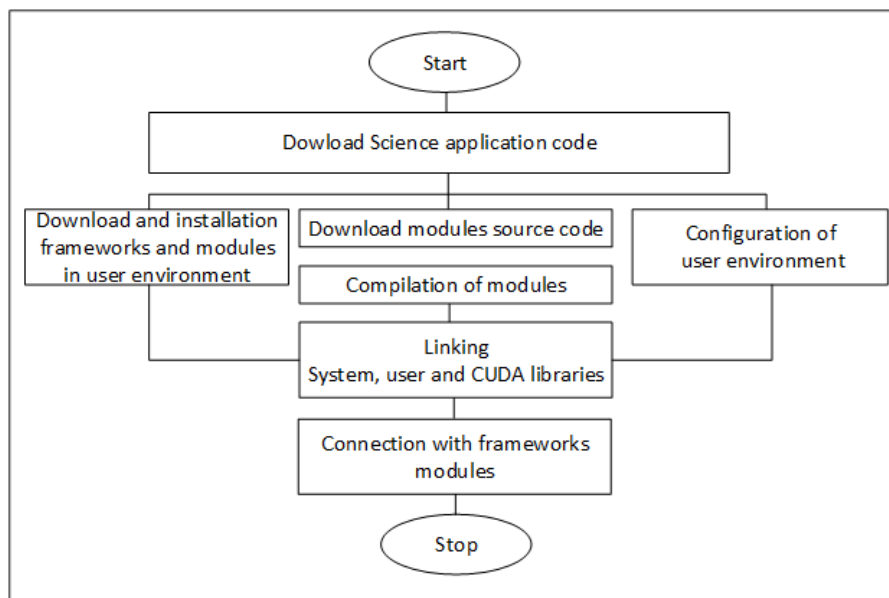 Start
Dowload Science application code
Download and installation
frameworks and modules
in user environment
Download modules source code
Configuration of
user environment
Compilation of modules
Linking
System, user and CUDA libraries
Connection with frameworks
modules
Stop